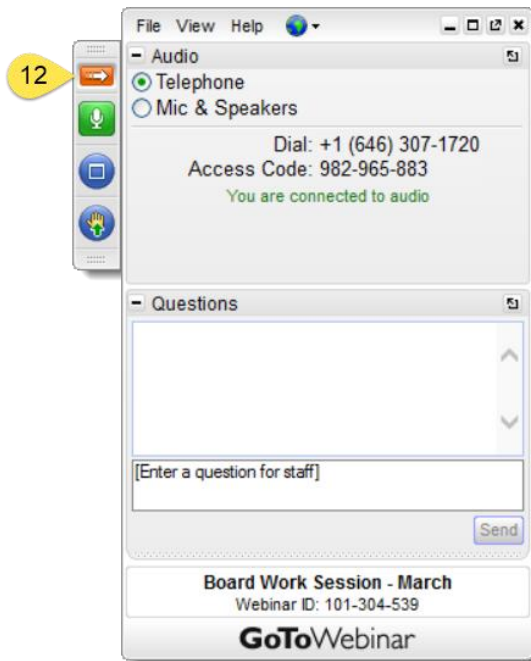 File View Help
12
Audio
Telephone
Mic & Speakers
Dial: +1 (646) 307-1720
Access Code: 982-965-883
You are connected to audio
Questions
[Enter a question for staff]
Send
Board Work Session - March
Webinar ID: 101-304-539
GoToWebinar